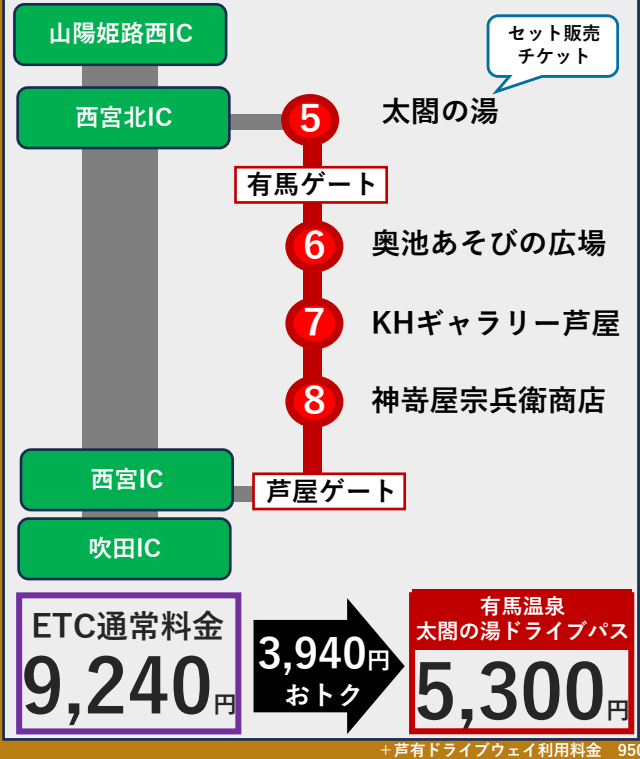 山陽姫路西IC
セット販売
チケット
西宮北IC
5
太閤の湯
有馬ゲート
6
奥池あそびの広場
7
KHギャラリー芦屋
8
神嵜屋宗兵衛商店
西宮IC
芦屋ゲート
吹田IC
ETC通常料金
9,240円
3,940円
おトク
有馬温泉
太閤の湯ドライブパス
5,300円
＋芦有ドライブウェイ利用料金 950